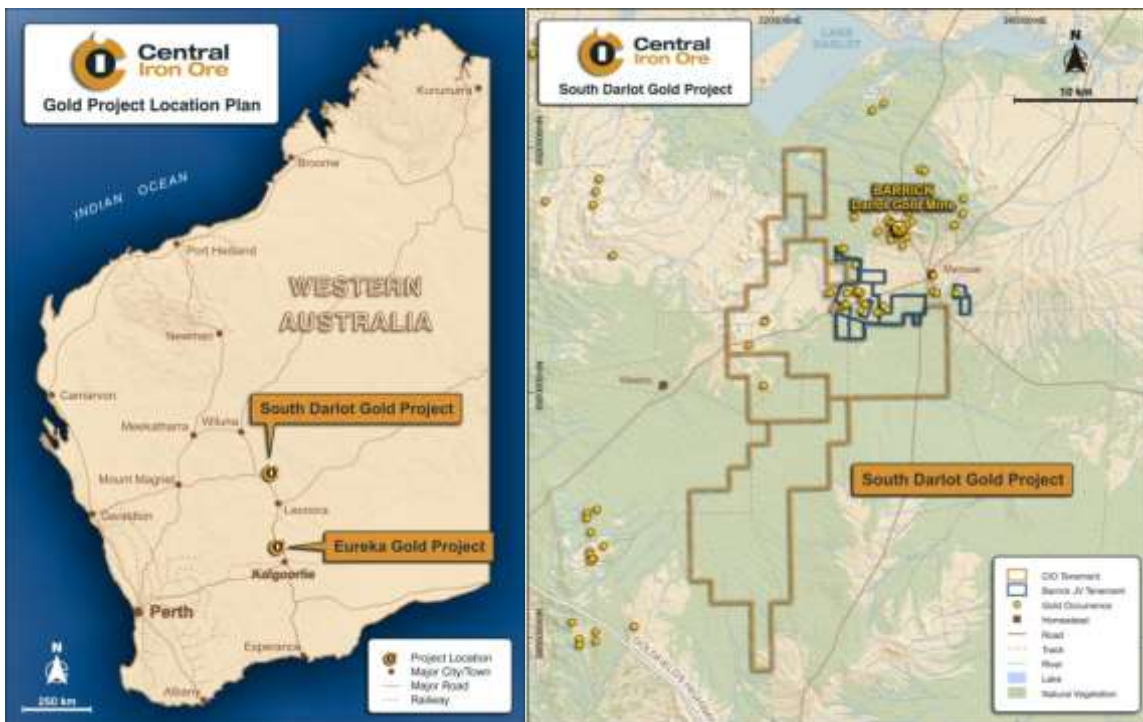 Central
Iron Ore
Gold Project Location Plan
Kununurra
Broome
INDIAN OCEAN
Port Hedland
WESTERN
AUSTRALIA
Newman
Carnarvon
South Darlot Gold Project
Meekatharra
Wiluna
Mount Magnet
Geraldton
Leonora
Eureka Gold Project
Kalgoorlie
Perth
Esperance
Albany
N
250 km
Project Location
Major City/Town
Major Road
Railway
Central
Iron Ore
South Darlot Gold Project
LAKE
DARLOT
N
10 km
BARRICK
Darlot Gold Mine
South Darlot Gold Project
CIO Tenement
Barrick JV Tenement
Gold Occurrence
Homestead
Road
Track
River
Lake
Natural Vegetation